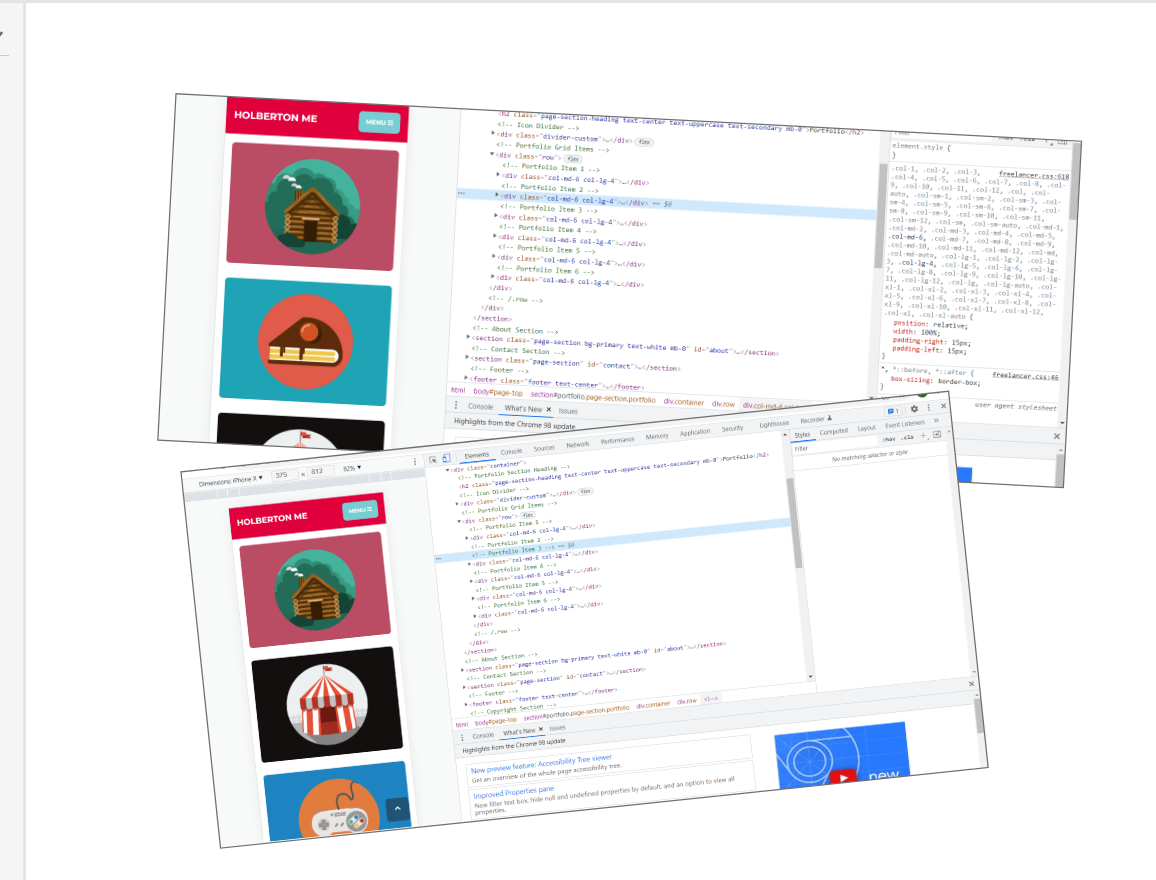 HOLBERTON ME
MENU
<h2 class="page-section-heading text-center text-uppercase text-secondary mb-0">Portfolio</h2>
<!-- Icon Divider -->
<div class="divider-custom">…</div> flex
<!-- Portfolio Grid Items -->
<div class="row"> flex
<!-- Portfolio Item 1 -->
<div class="col-md-6 col-lg-4">…</div>
<!-- Portfolio Item 2 -->
<div class="col-md-6 col-lg-4">…</div> == $0
<!-- Portfolio Item 3 -->
<div class="col-md-6 col-lg-4">…</div>
<!-- Portfolio Item 4 -->
<div class="col-md-6 col-lg-4">…</div>
<!-- Portfolio Item 5 -->
<div class="col-md-6 col-lg-4">…</div>
<!-- Portfolio Item 6 -->
<div class="col-md-6 col-lg-4">…</div>
</div>
<!-- /.row -->
</div>
</section>
<!-- About Section -->
<section class="page-section bg-primary text-white mb-0" id="about">…</section>
<!-- Contact Section -->
<section class="page-section" id="contact">…</section>
<!-- Footer -->
<footer class="footer text-center">…</footer>
html body#page-top section#portfolio.page-section.portfolio div.container div.row div.col-md-6.col-lg-4
Console What's New × Issues
Highlights from the Chrome 98 update
element.style {
}
freelancer.css:618
.col-1, .col-2, .col-3,
.col-4, .col-5, .col-6, .col-7, .col-8, .col-
9, .col-10, .col-11, .col-12, .col, .col-
auto, .col-sm-1, .col-sm-2, .col-sm-3, .col-
sm-4, .col-sm-5, .col-sm-6, .col-sm-7, .col-
sm-8, .col-sm-9, .col-sm-10, .col-sm-11,
.col-sm-12, .col-sm, .col-sm-auto, .col-md-1,
.col-md-2, .col-md-3, .col-md-4, .col-md-5,
.col-md-6, .col-md-7, .col-md-8, .col-md-9,
.col-md-10, .col-md-11, .col-md-12, .col-md,
.col-md-auto, .col-lg-1, .col-lg-2, .col-lg-
3, .col-lg-4, .col-lg-5, .col-lg-6, .col-lg-
7, .col-lg-8, .col-lg-9, .col-lg-10, .col-lg-
11, .col-lg-12, .col-lg, .col-lg-auto, .col-
xl-1, .col-xl-2, .col-xl-3, .col-xl-4, .col-
xl-5, .col-xl-6, .col-xl-7, .col-xl-8, .col-
xl-9, .col-xl-10, .col-xl-11, .col-xl-12,
.col-xl, .col-xl-auto {
position: relative;
width: 100%;
padding-right: 15px;
padding-left: 15px;
}
*, *::before, *::after { freelancer.css:46
box-sizing: border-box;
}
user agent stylesheet
Dimensions: iPhone X ▼ 375 × 812 62% ▼
HOLBERTON ME
MENU
Elements Console Sources Network Performance Memory Application Security Lighthouse Recorder 1
<div class="container">
<!-- Portfolio Section Heading -->
<h2 class="page-section-heading text-center text-uppercase text-secondary mb-0">Portfolio</h2>
<!-- Icon Divider -->
<div class="divider-custom">…</div> flex
<!-- Portfolio Grid Items -->
<div class="row"> flex
<!-- Portfolio Item 1 -->
<div class="col-md-6 col-lg-4">…</div>
<!-- Portfolio Item 2 -->
<!-- Portfolio Item 3 --> == $0
<div class="col-md-6 col-lg-4">…</div>
<!-- Portfolio Item 4 -->
<div class="col-md-6 col-lg-4">…</div>
<!-- Portfolio Item 5 -->
<div class="col-md-6 col-lg-4">…</div>
<!-- Portfolio Item 6 -->
<div class="col-md-6 col-lg-4">…</div>
</div>
<!-- /.row -->
</div>
</section>
<!-- About Section -->
<section class="page-section bg-primary text-white mb-0" id="about">…</section>
<!-- Contact Section -->
<section class="page-section" id="contact">…</section>
<!-- Footer -->
<footer class="footer text-center">…</footer>
<!-- Copyright Section -->
html body#page-top section#portfolio.page-section.portfolio div.container div.row <!-->
Styles Computed Layout Event Listeners »
Filter :hov .cls +
No matching selector or style
Console What's New × Issues
Highlights from the Chrome 98 update
New preview feature: Accessibility Tree viewer
Get an overview of the whole page accessibility tree.
Improved Properties pane
New filter text box, hide null and undefined properties by default, and an option to view all
properties.
new